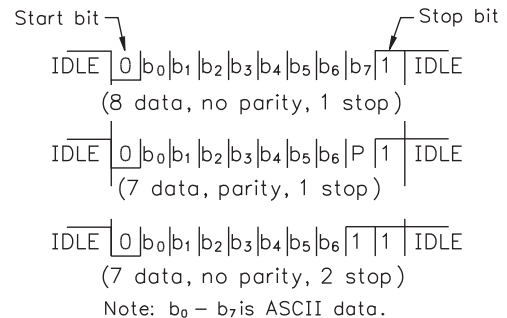 Start bit Stop bit
IDLE 0 b₀ b₁ b₂ b₃ b₄ b₅ b₆ b₇ 1 IDLE
(8 data, no parity, 1 stop)
IDLE 0 b₀ b₁ b₂ b₃ b₄ b₅ b₆ P 1 IDLE
(7 data, parity, 1 stop)
IDLE 0 b₀ b₁ b₂ b₃ b₄ b₅ b₆ 1 1 IDLE
(7 data, no parity, 2 stop)
Note: b₀ – b₇ is ASCII data.